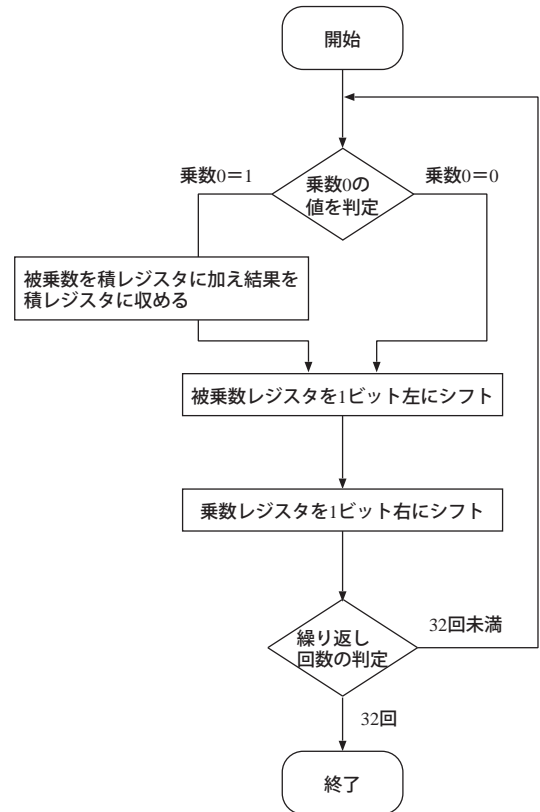 開始
乗数0=1
乗数0の
値を判定
乗数0=0
被乗数を積レジスタに加え結果を
積レジスタに収める
被乗数レジスタを1ビット左にシフト
乗数レジスタを1ビット右にシフト
繰り返し
回数の判定
32回未満
32回
終了